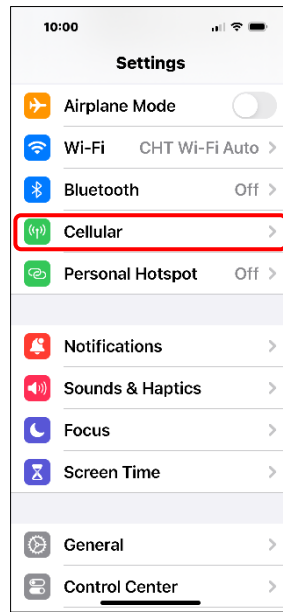 10:00
Settings
Airplane Mode
Wi-Fi CHT Wi-Fi Auto
Bluetooth Off
Cellular
Personal Hotspot Off
Notifications
Sounds & Haptics
Focus
Screen Time
General
Control Center